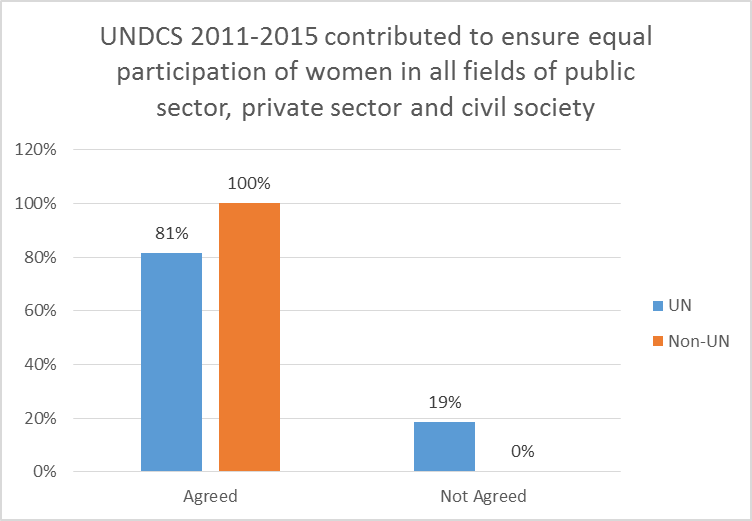 UNDCS 2011-2015 contributed to ensure equal
participation of women in all fields of public
sector, private sector and civil society
120%
100%
80%
60%
40%
20%
0%
81%
100%
19%
0%
Agreed
Not Agreed
UN
Non-UN